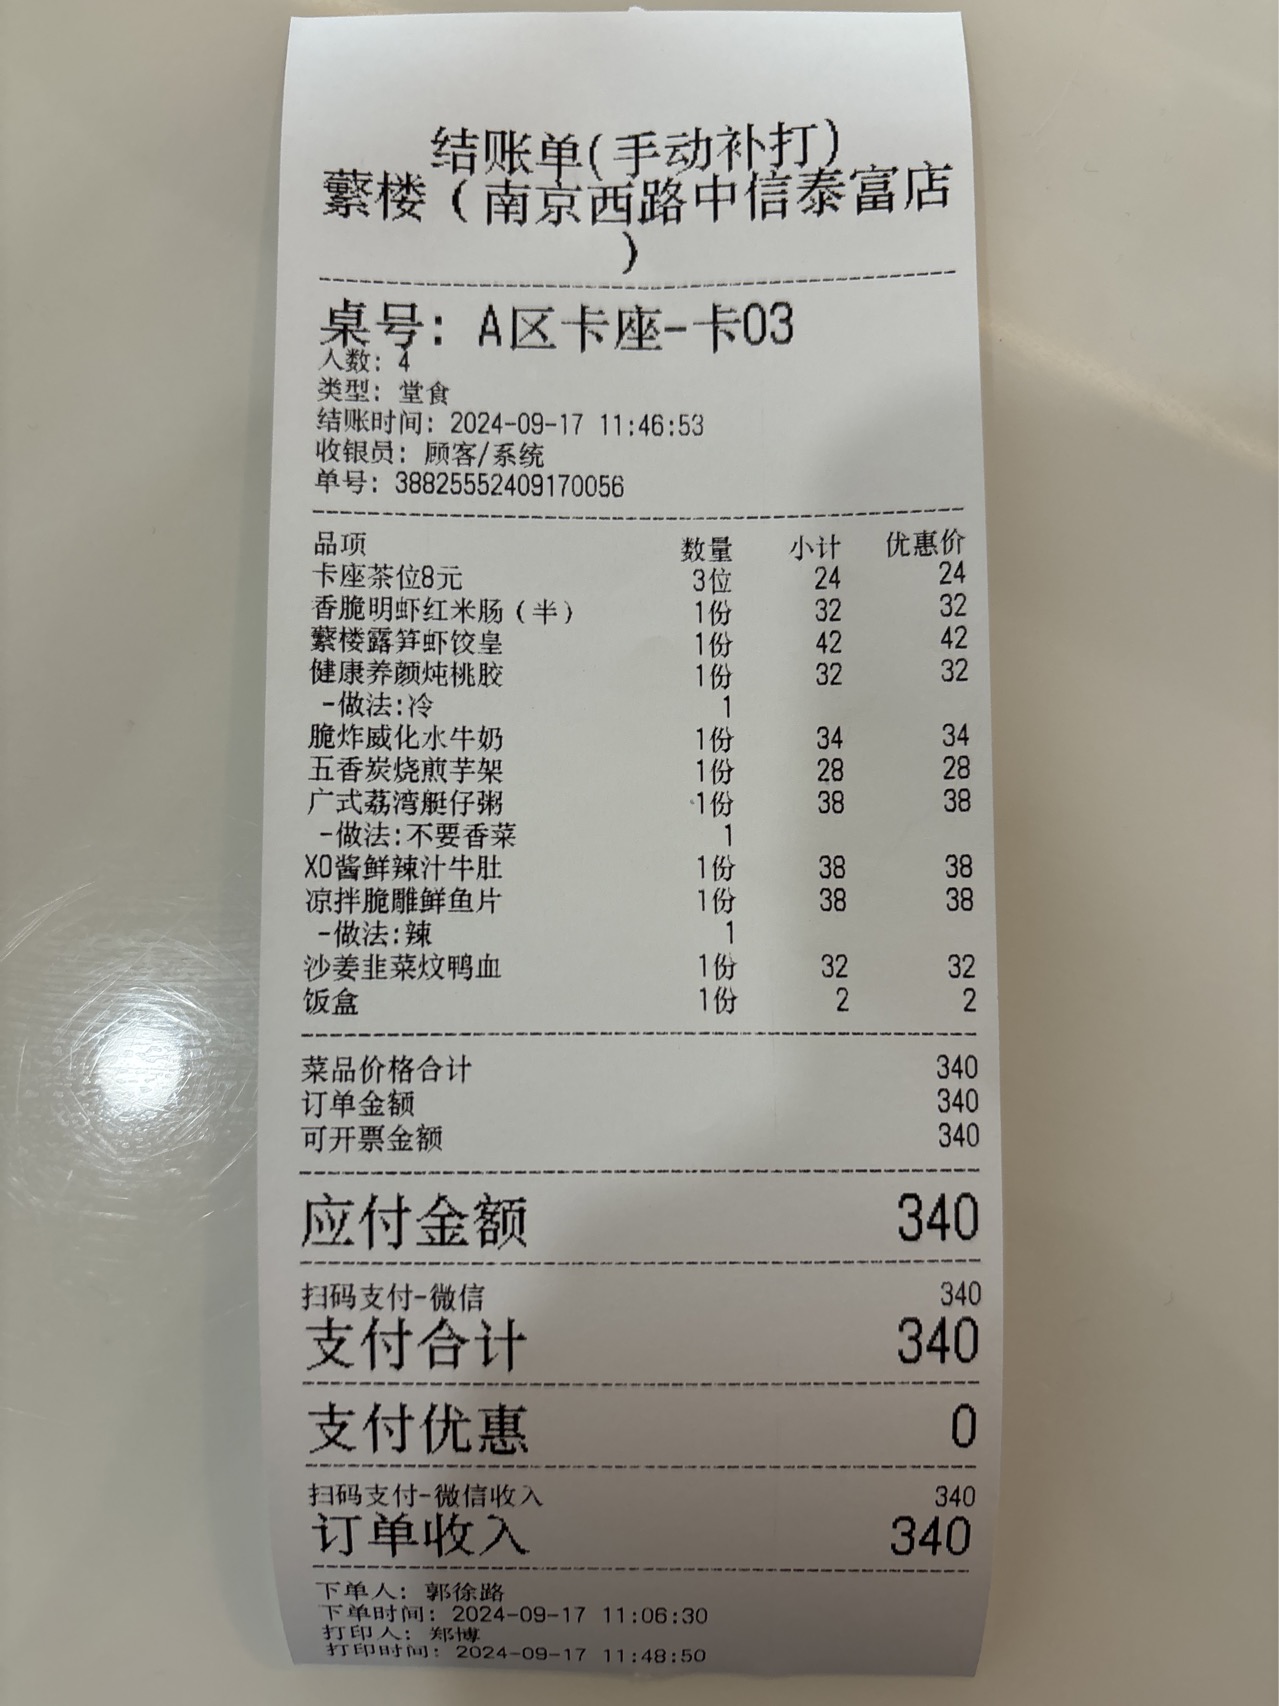 结账单(手动补打)
蘩楼（南京西路中信泰富店
）
桌号: A区卡座-卡03
人数: 4
类型: 堂食
结账时间: 2024-09-17 11:46:53
收银员: 顾客/系统
单号: 38825552409170056
品项 数量 小计 优惠价
卡座茶位8元 3位 24 24
香脆明虾红米肠（半） 1份 32 32
蘩楼露笋虾饺皇 1份 42 42
健康养颜炖桃胶 1份 32 32
-做法:冷 1
脆炸威化水牛奶 1份 34 34
五香炭烧煎芋架 1份 28 28
广式荔湾艇仔粥 1份 38 38
-做法:不要香菜 1
XO酱鲜辣汁牛肚 1份 38 38
凉拌脆雕鲜鱼片 1份 38 38
-做法:辣 1
沙姜韭菜炆鸭血 1份 32 32
饭盒 1份 2 2
菜品价格合计 340
订单金额 340
可开票金额 340
应付金额 340
扫码支付-微信 340
支付合计 340
支付优惠 0
扫码支付-微信收入 340
订单收入 340
下单人: 郭徐路
下单时间: 2024-09-17 11:06:30
打印人: 郑博
打印时间: 2024-09-17 11:48:50